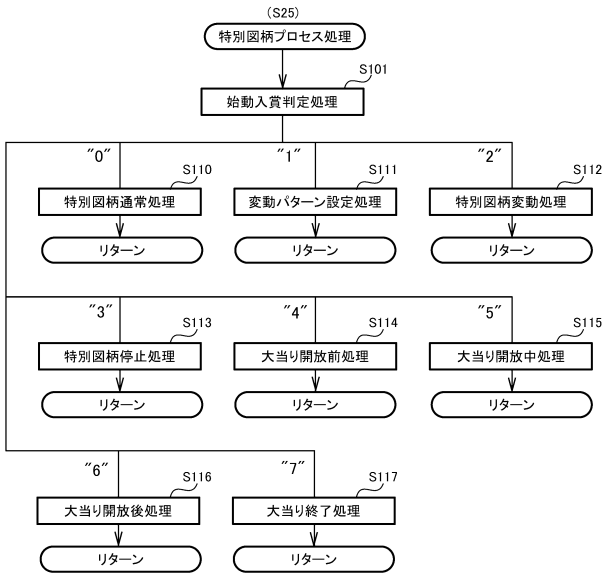 (S25)
特別図柄プロセス処理
S101
始動入賞判定処理
"0"
"1"
"2"
S110
S111
S112
特別図柄通常処理
変動パターン設定処理
特別図柄変動処理
リターン
リターン
リターン
"3"
"4"
"5"
S113
S114
S115
特別図柄停止処理
大当り開放前処理
大当り開放中処理
リターン
リターン
リターン
"6"
"7"
S116
S117
大当り開放後処理
大当り終了処理
リターン
リターン